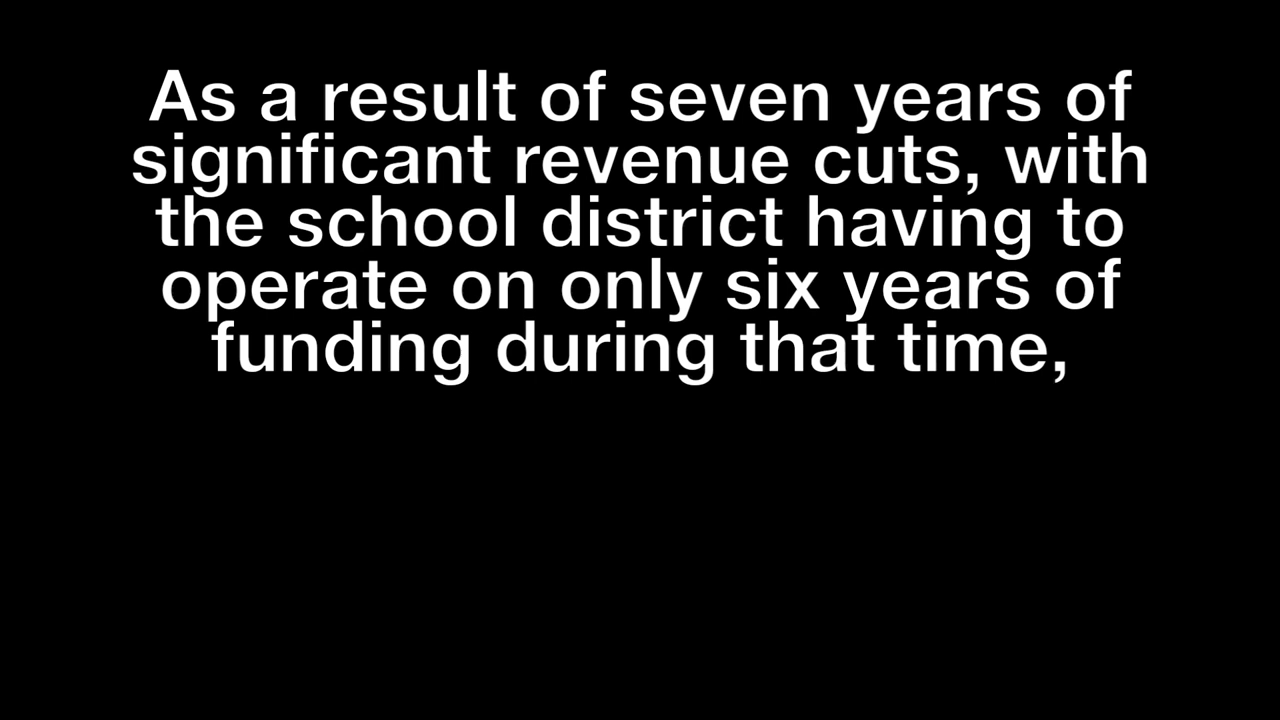 As a result of seven years of
significant revenue cuts, with
the school district having to
operate on only six years of
funding during that time,